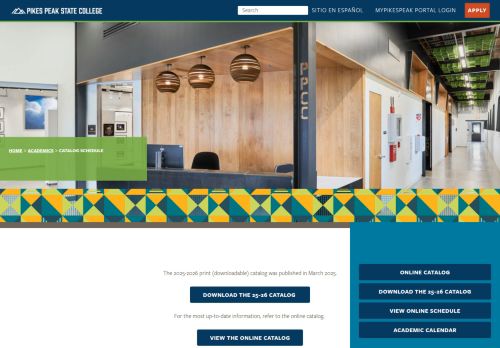 PIKES PEAK STATE COLLEGE
Search
SITIO EN ESPAÑOL
MYPIKESPEAK PORTAL LOGIN
APPLY
PPCC
HOME > ACADEMICS > CATALOG SCHEDULE
The 2025-2026 print (downloadable) catalog was published in March 2025.
DOWNLOAD THE 25-26 CATALOG
For the most up-to-date information, refer to the online catalog.
VIEW THE ONLINE CATALOG
ONLINE CATALOG
DOWNLOAD THE 25-26 CATALOG
VIEW ONLINE SCHEDULE
ACADEMIC CALENDAR